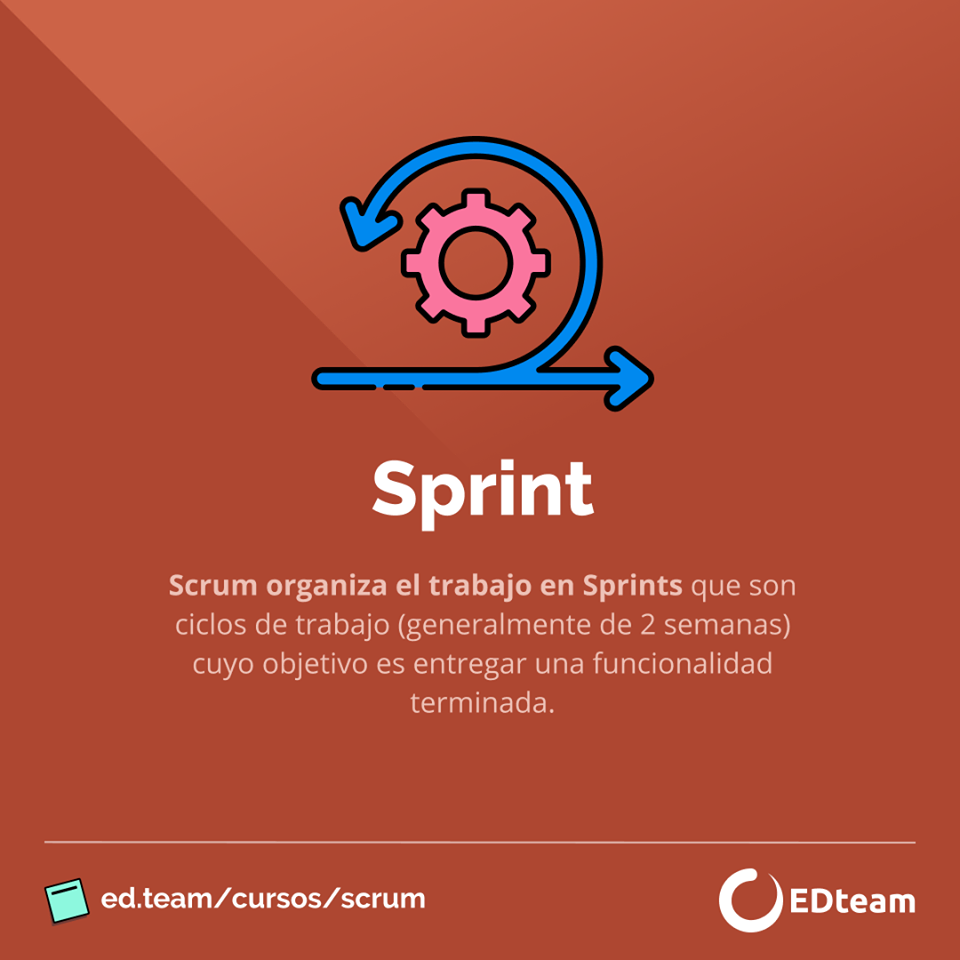 Sprint
Scrum organiza el trabajo en Sprints que son
ciclos de trabajo (generalmente de 2 semanas)
cuyo objetivo es entregar una funcionalidad
terminada.
ed.team/cursos/scrum
EDteam